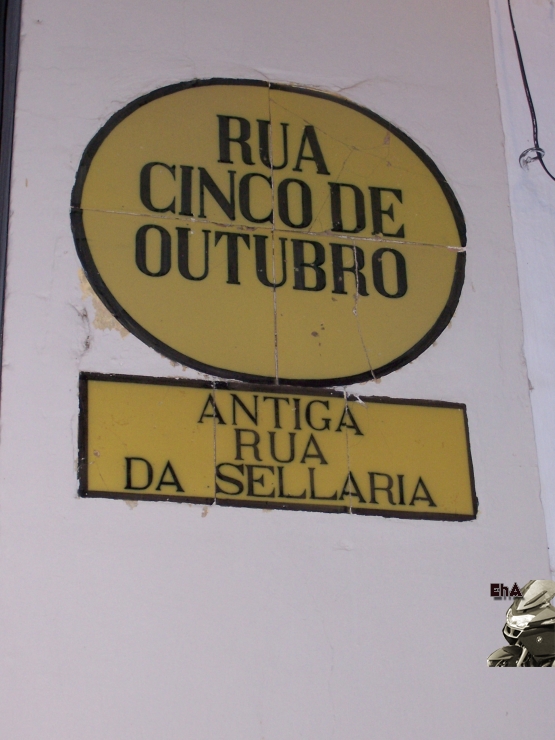 RUA
CINCO DE
OUTUBRO
ANTIGA
RUA
DA SELLARIA
EhA